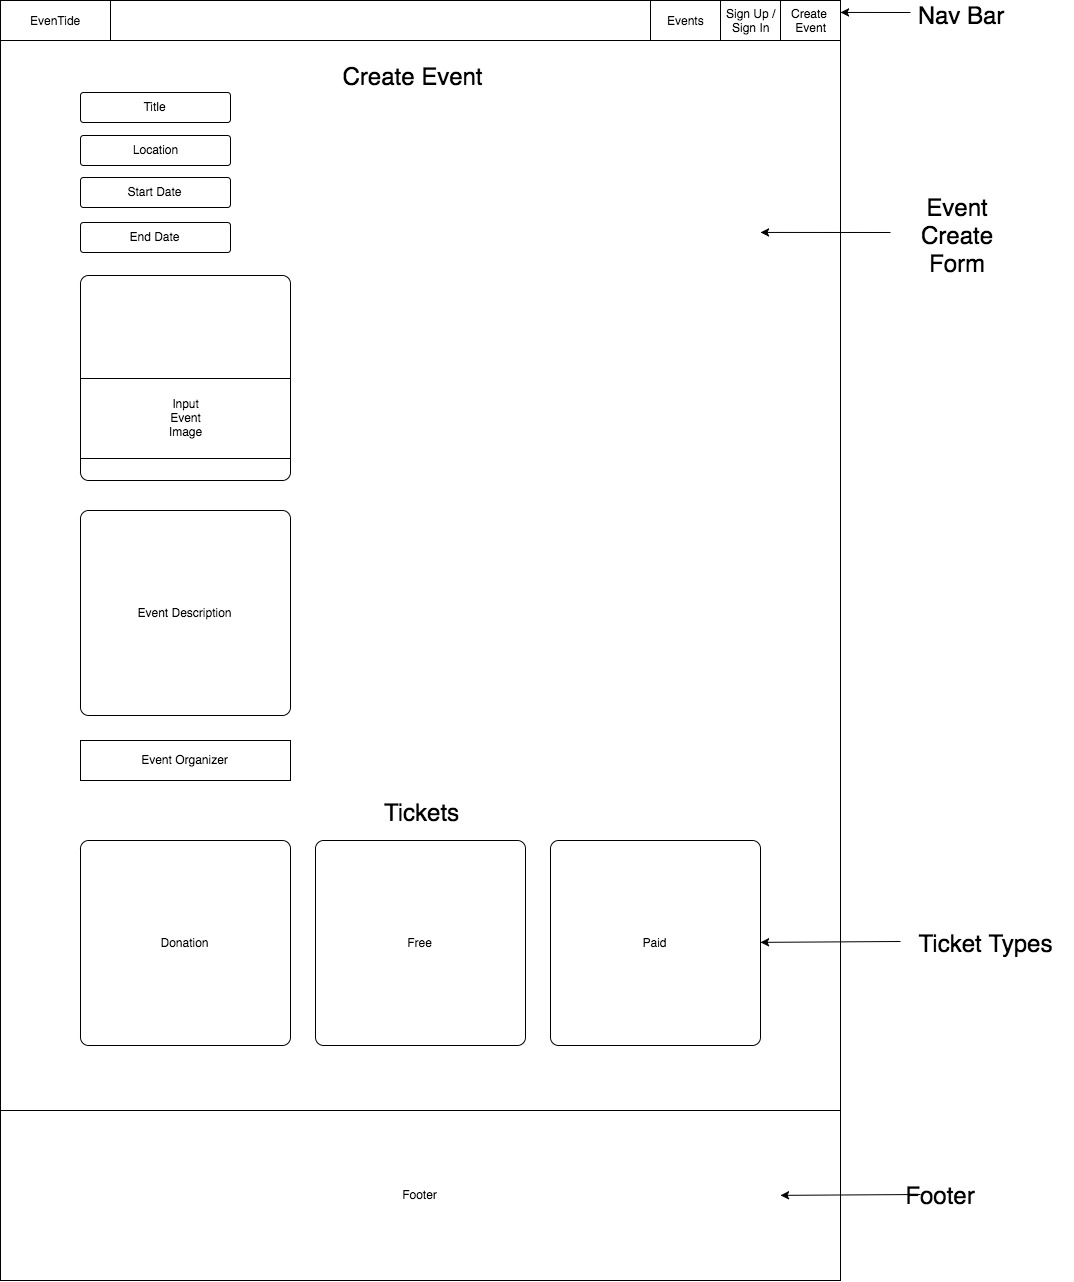 EvenTide
Events
Sign Up /
Sign In
Create
Event
Nav Bar
Create Event
Title
Location
Start Date
End Date
Event
Create
Form
Input
Event
Image
Event Description
Event Organizer
Tickets
Donation
Free
Paid
Ticket Types
Footer
Footer